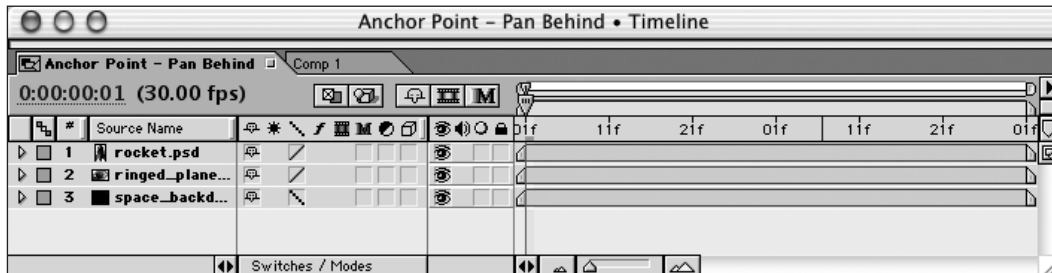 Anchor Point – Pan Behind • Timeline
Anchor Point – Pan Behind Comp 1
0:00:00:01 (30.00 fps) M
# Source Name f M 01f 11f 21f 01f 11f 21f 01f
1 rocket.psd
2 ringed_plane...
3 space_backd...
Switches / Modes